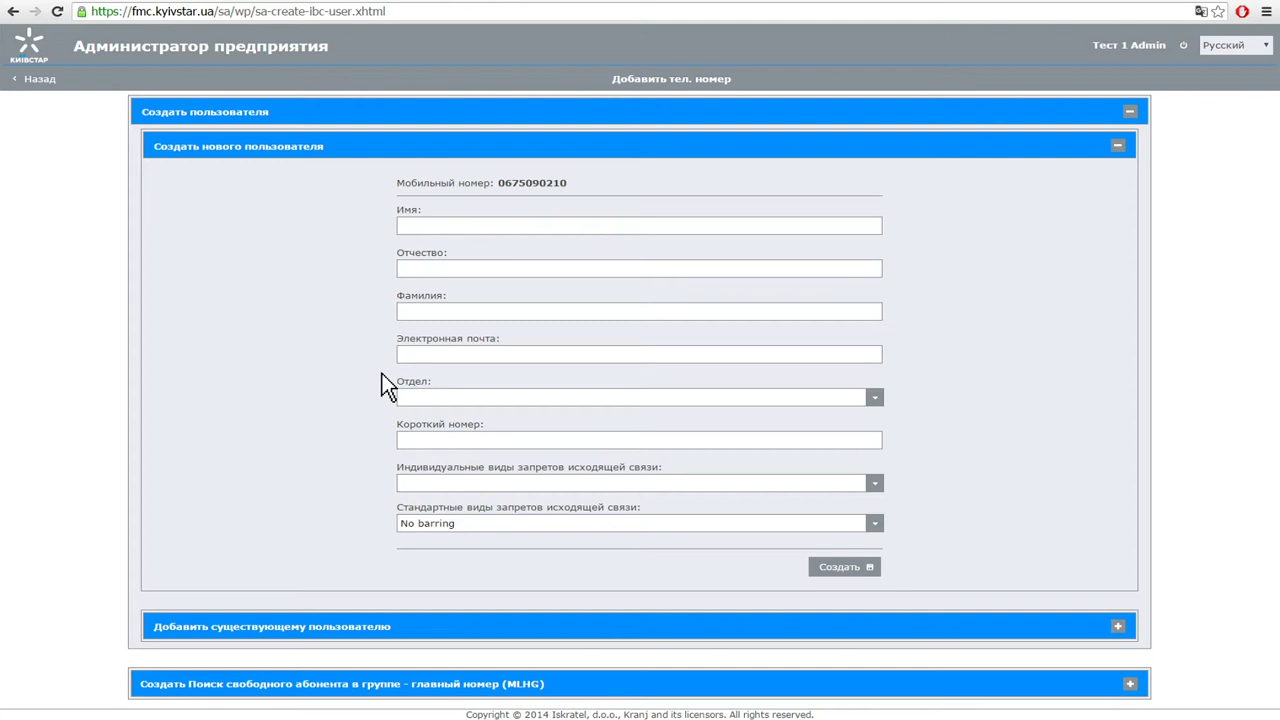 https://fmc.kyivstar.ua/sa/wp/sa-create-ibc-user.xhtml
КИЇВСТАР
Администратор предприятия
Тест 1 Admin
Русский
Назад
Добавить тел. номер
Создать пользователя
Создать нового пользователя
Мобильный номер: 0675090210
Имя:
Отчество:
Фамилия:
Электронная почта:
Отдел:
Короткий номер:
Индивидуальные виды запретов исходящей связи:
Стандартные виды запретов исходящей связи:
No barring
Создать
Добавить существующему пользователю
Создать Поиск свободного абонента в группе - главный номер (MLHG)
Copyright © 2014 Iskratel, d.o.o., Kranj and its licensors. All rights reserved.